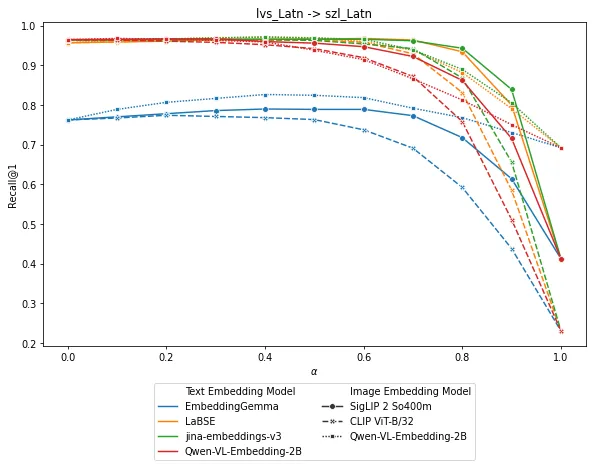 lvs_Latn -> szl_Latn
1.0
0.9
0.8
0.7
0.6
0.5
0.4
0.3
0.2
Recall@1
0.0 0.2 0.4 0.6 0.8 1.0
α
Text Embedding Model Image Embedding Model
EmbeddingGemma SigLIP 2 So400m
LaBSE CLIP ViT-B/32
jina-embeddings-v3 Qwen-VL-Embedding-2B
Qwen-VL-Embedding-2B